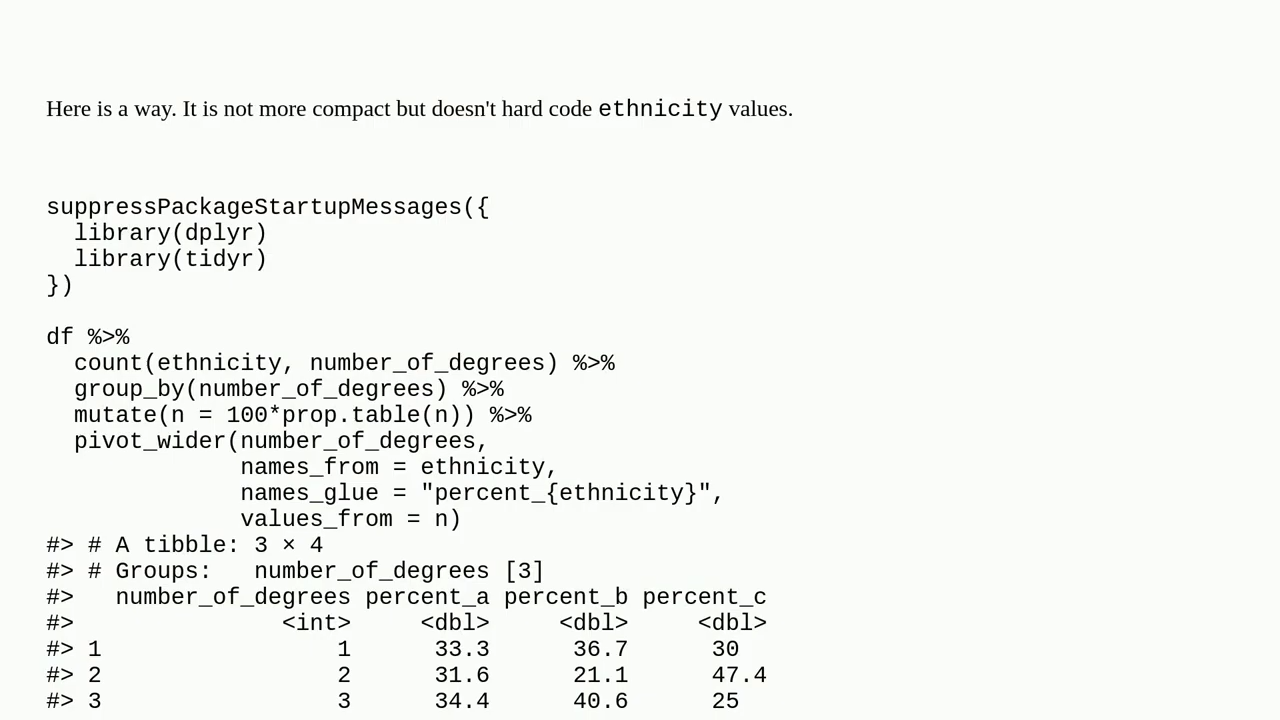 Here is a way. It is not more compact but doesn't hard code ethnicity values.
suppressPackageStartupMessages({
  library(dplyr)
  library(tidyr)
})
df %>%
  count(ethnicity, number_of_degrees) %>%
  group_by(number_of_degrees) %>%
  mutate(n = 100*prop.table(n)) %>%
  pivot_wider(number_of_degrees,
              names_from = ethnicity,
              names_glue = "percent_{ethnicity}",
              values_from = n)
#> # A tibble: 3 × 4
#> # Groups:   number_of_degrees [3]
#>   number_of_degrees percent_a percent_b percent_c
#>               <int>     <dbl>     <dbl>     <dbl>
#> 1                 1      33.3      36.7      30
#> 2                 2      31.6      21.1      47.4
#> 3                 3      34.4      40.6      25